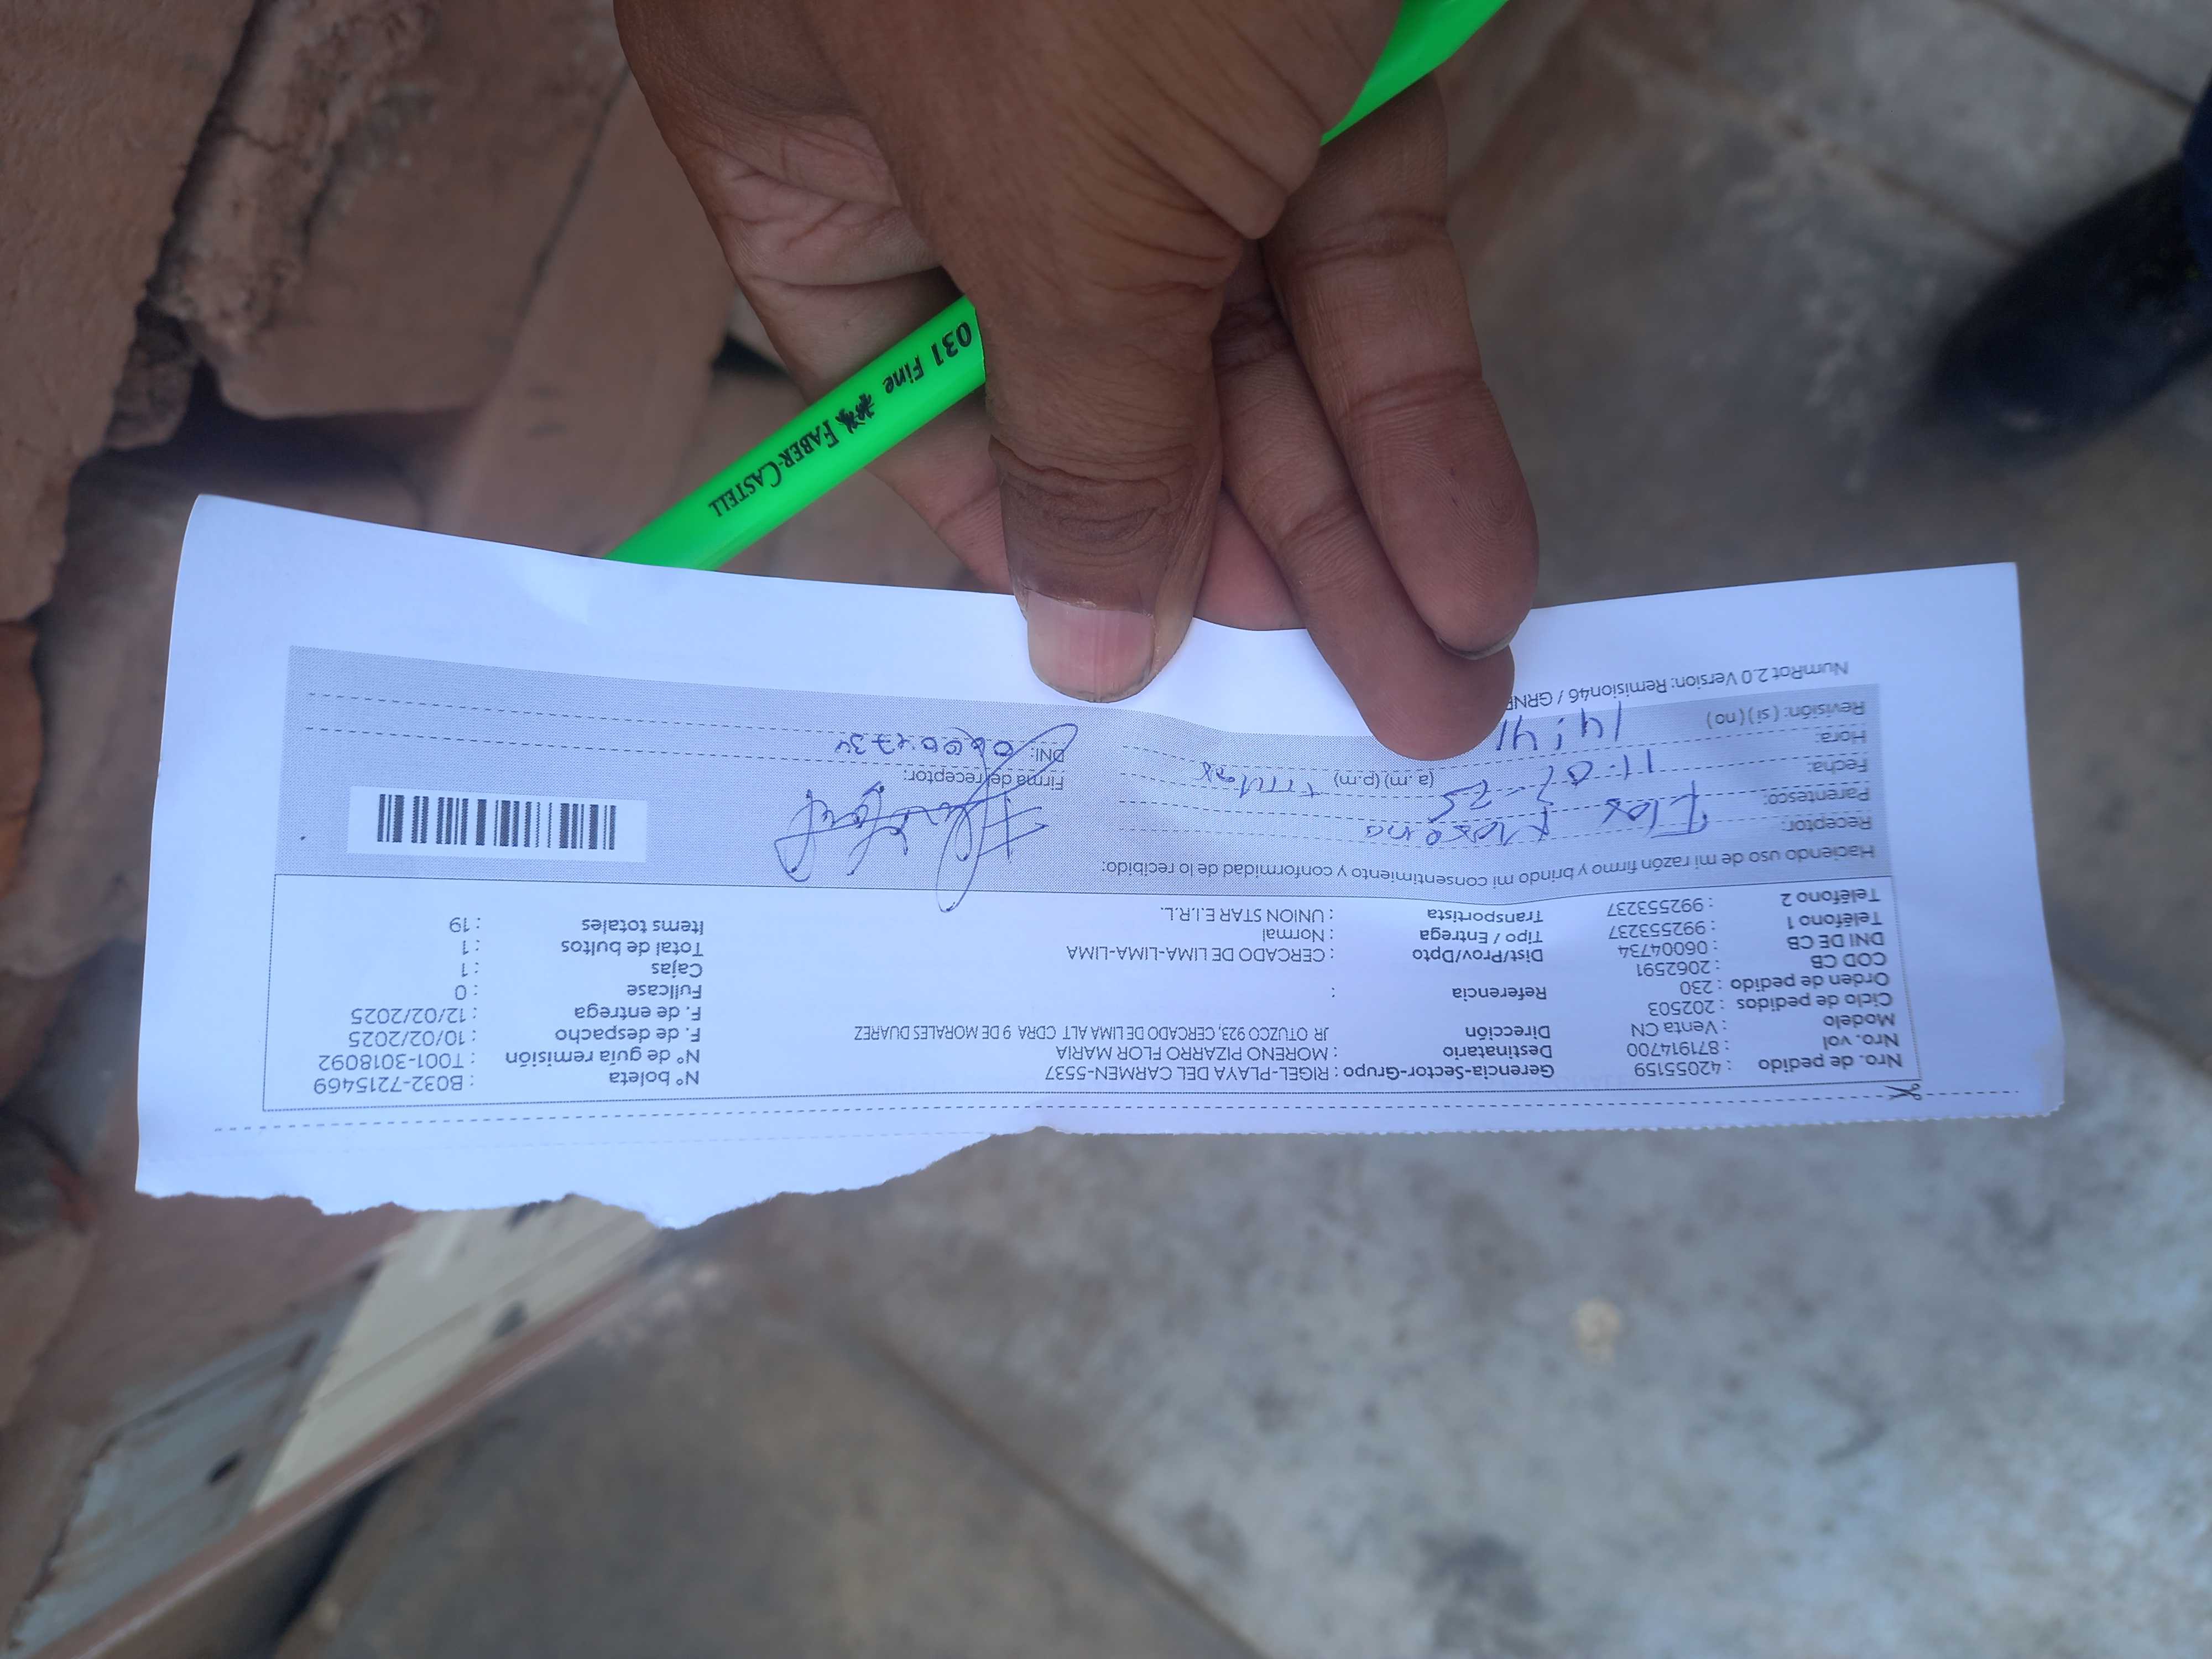 Nro. de pedido : 42055159
Nro. vol : 871914700
Modelo : Venta CN
Ciclo de pedidos : 202503
Orden de pedido : 230
COD CB : 2062591
DNI DE CB : 06004734
Teléfono 1 : 992553237
Teléfono 2 : 992553237
Gerencia-Sector-Grupo : RIGEL-PLAYA DEL CARMEN-5537
Destinatario : MORENO PIZARRO FLOR MARIA
Dirección : JR OTUZCO 923, CERCADO DE LIMA ALT CDRA 9 DE MORALES DUAREZ
Referencia :
Dist/Prov/Dpto : CERCADO DE LIMA-LIMA-LIMA
Tipo / Entrega : Normal
Transportista : UNION STAR E.I.R.L.
N° boleta : B032-7215469
N° de guía remisión : T001-3018092
F. de despacho : 10/02/2025
F. de entrega : 12/02/2025
Fullcase : 0
Cajas : 1
Total de bultos : 1
Items totales : 19
Haciendo uso de mi razón firmo y brindo mi consentimiento y conformidad de lo recibido:
Receptor: Flor
Parentesco:
Fecha: 11-02-25
Hora: 14:41 (a.m) (p.m)
Revisión: (si) (no)
Firma de receptor:
DNI: 06004734
NumRot 2.0 Version: Remision46 / GRNE
031 Fine FABER-CASTELL